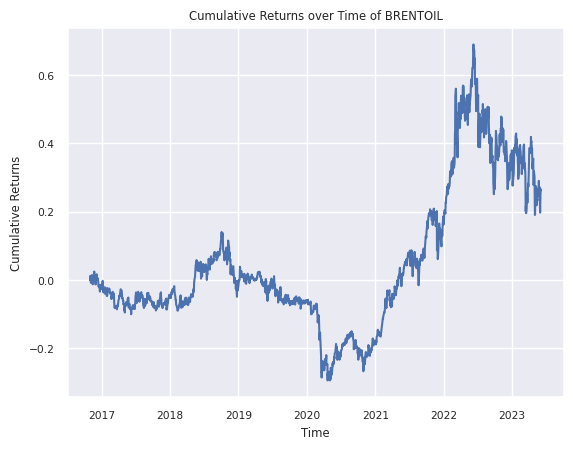 Cumulative Returns over Time of BRENTOIL
Cumulative Returns
0.6
0.4
0.2
0.0
−0.2
2017 2018 2019 2020 2021 2022 2023
Time